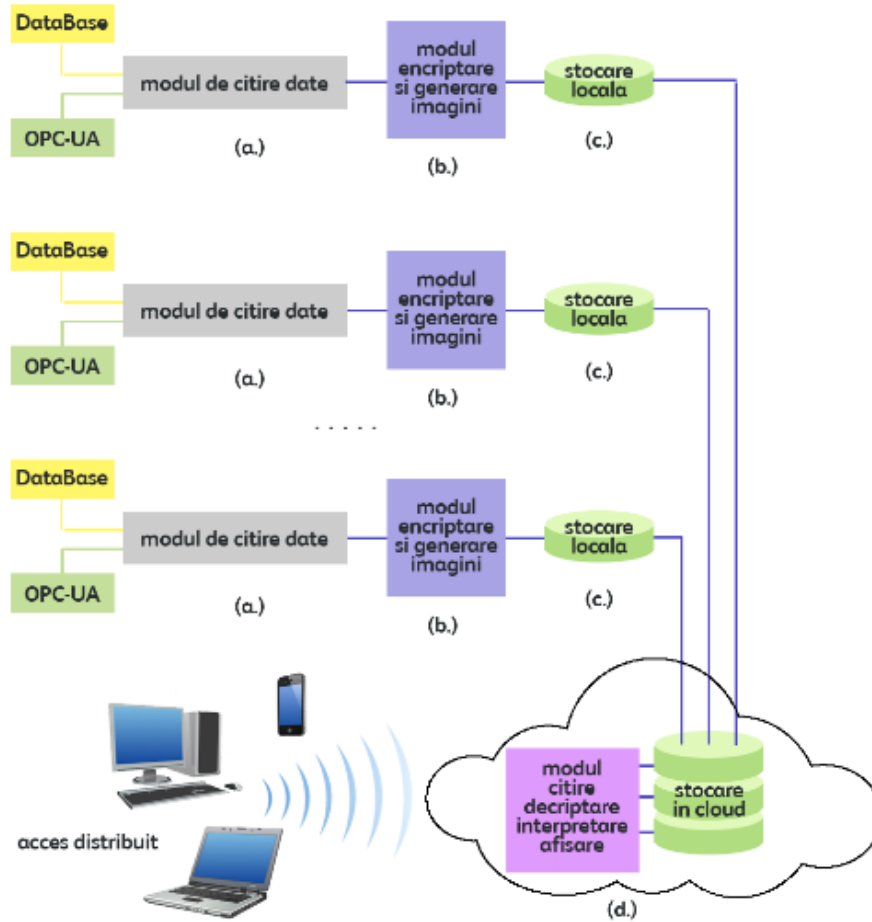 DataBase
modul de citire date
OPC-UA
(a.)
modul
encriptare
si generare
imagini
(b.)
stocare
locala
(c.)
DataBase
modul de citire date
OPC-UA
(a.)
modul
encriptare
si generare
imagini
(b.)
stocare
locala
(c.)
. . . . .
DataBase
modul de citire date
OPC-UA
(a.)
modul
encriptare
si generare
imagini
(b.)
stocare
locala
(c.)
acces distribuit
modul
citire
decriptare
interpretare
afisare
stocare
in cloud
(d.)